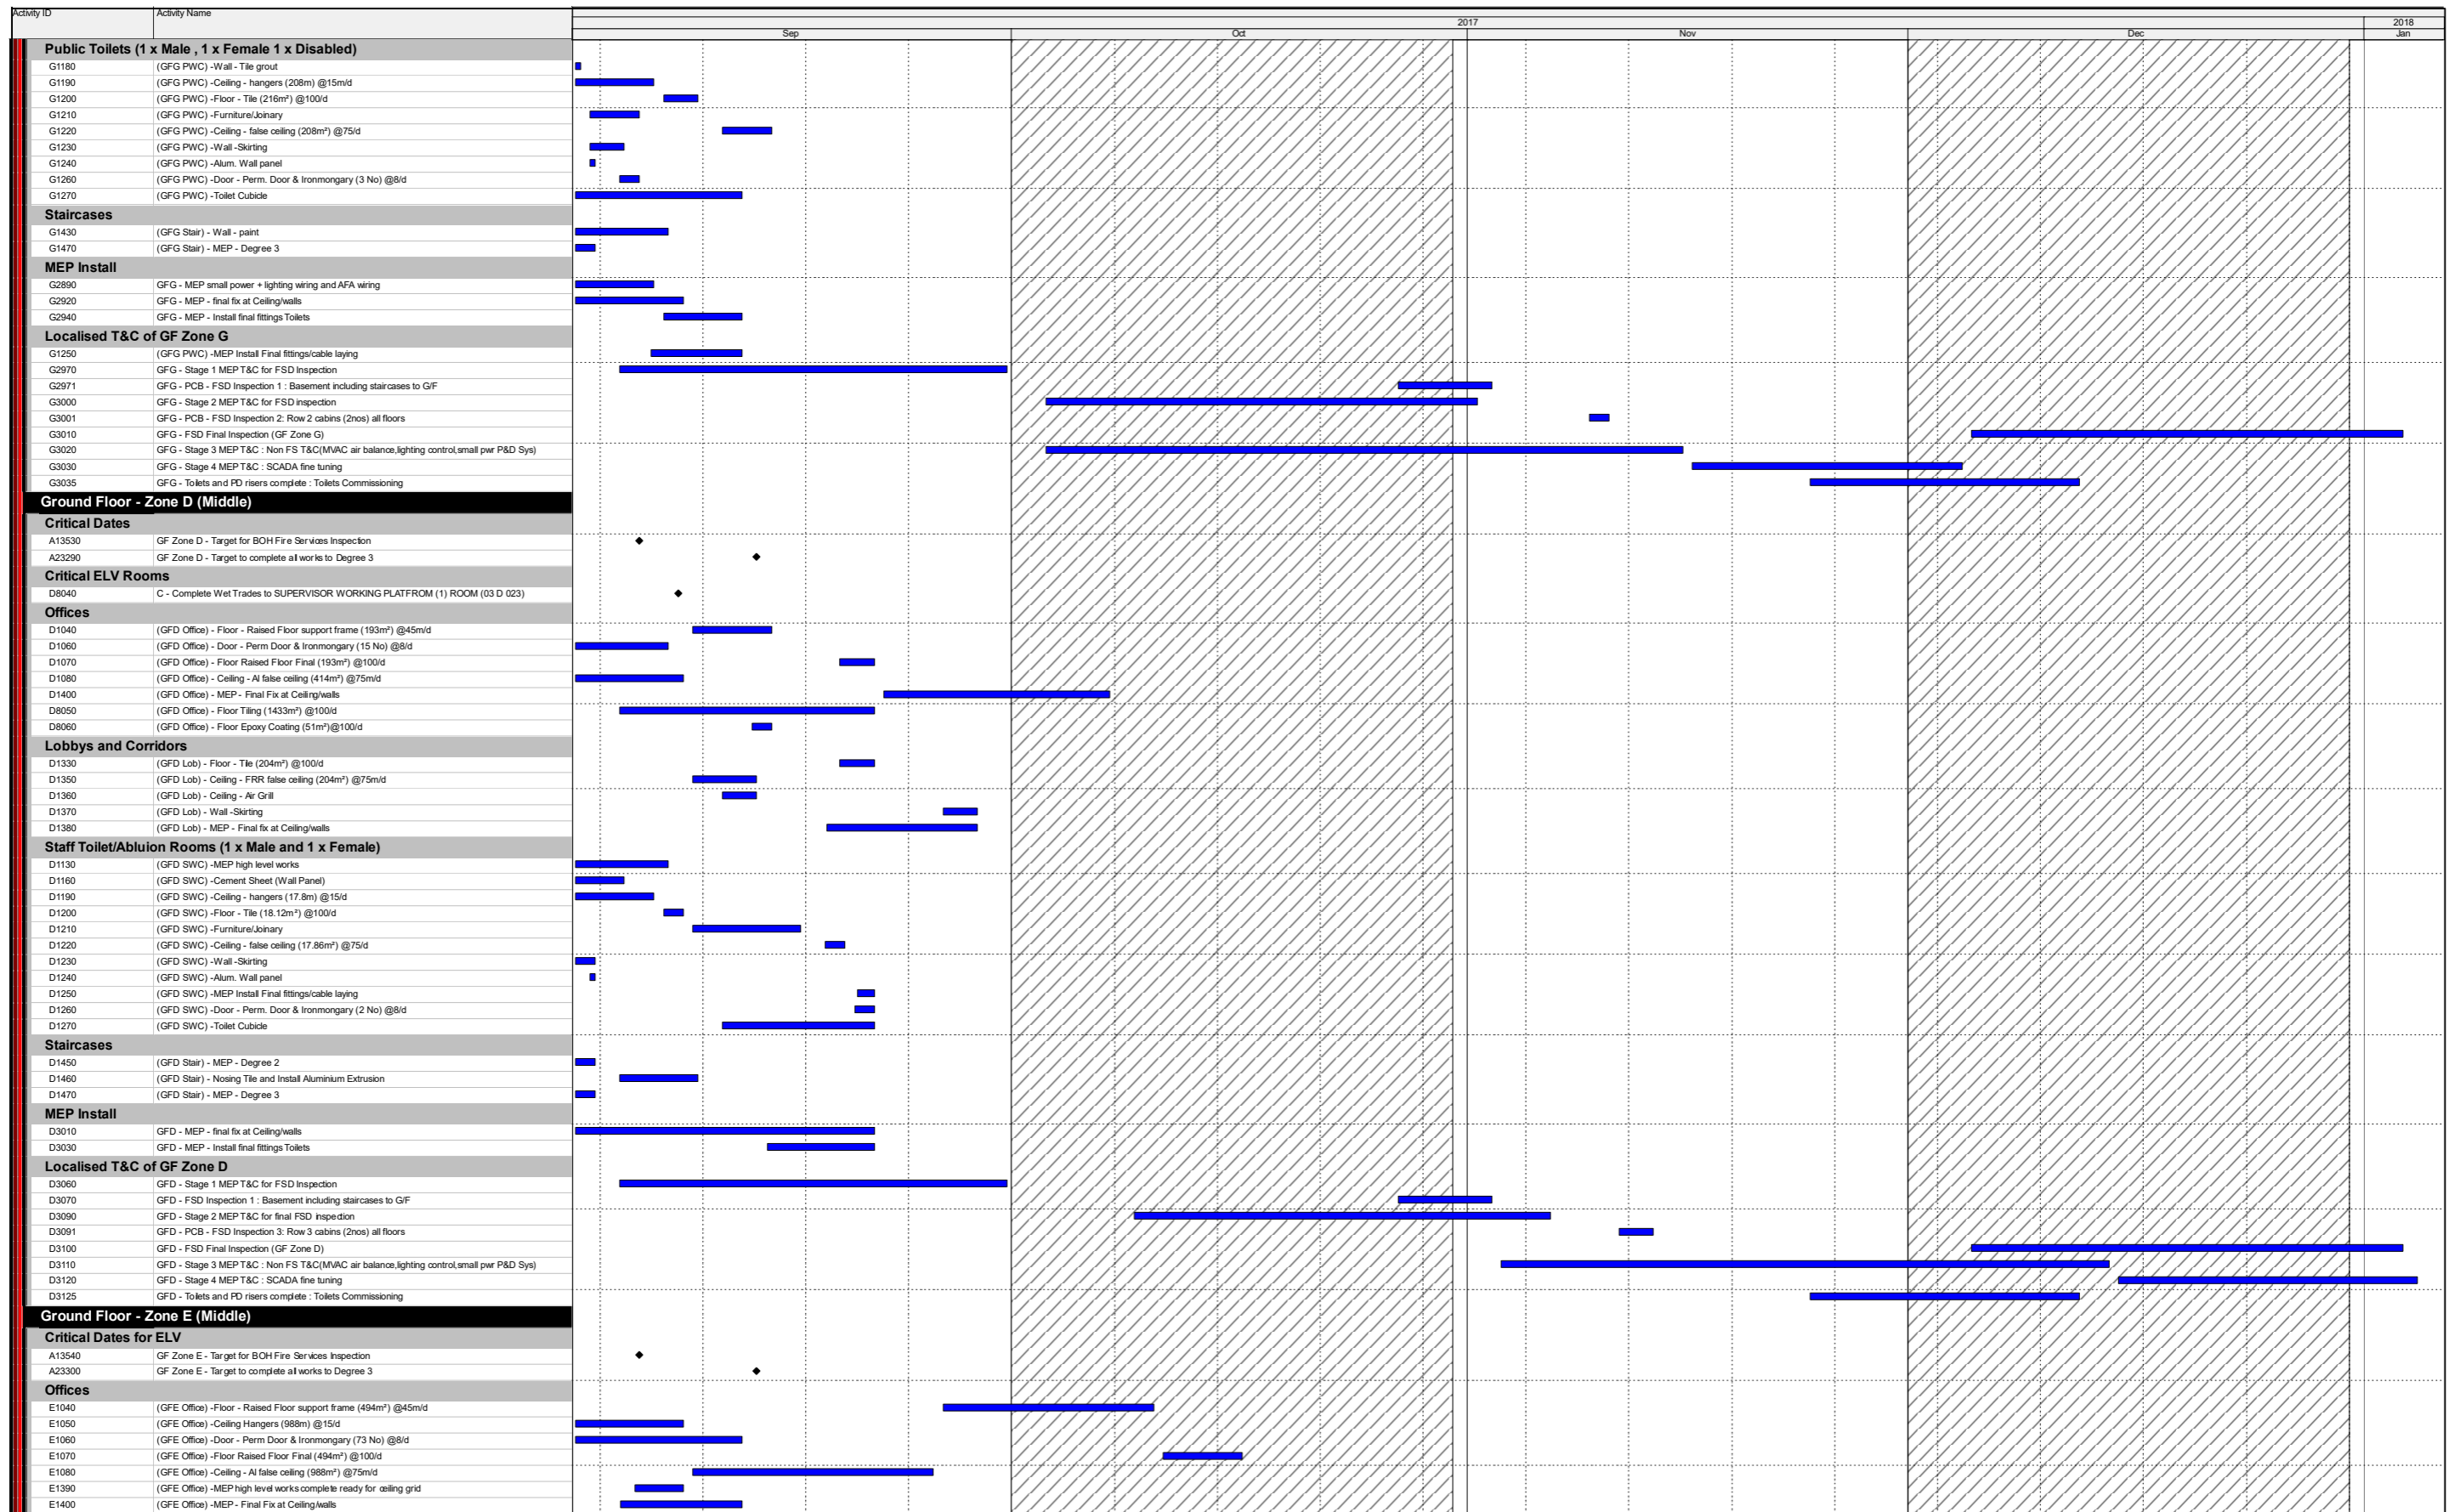 Activity ID Activity Name
2017 2018
Sep Oct Nov Dec Jan
Public Toilets (1 x Male , 1 x Female 1 x Disabled)
G1180 (GFG PWC) -Wall - Tile grout
G1190 (GFG PWC) -Ceiling - hangers (208m) @15m/d
G1200 (GFG PWC) -Floor - Tile (216m²) @100/d
G1210 (GFG PWC) -Furniture/Joinary
G1220 (GFG PWC) -Ceiling - false ceiling (208m²) @75/d
G1230 (GFG PWC) -Wall -Skirting
G1240 (GFG PWC) -Alum. Wall panel
G1260 (GFG PWC) -Door - Perm. Door & Ironmongary (3 No) @8/d
G1270 (GFG PWC) -Toilet Cubicle
Staircases
G1430 (GFG Stair) - Wall - paint
G1470 (GFG Stair) - MEP - Degree 3
MEP Install
G2890 GFG - MEP small power + lighting wiring and AFA wiring
G2920 GFG - MEP - final fix at Ceiling/walls
G2940 GFG - MEP - Install final fittings Toilets
Localised T&C of GF Zone G
G1250 (GFG PWC) -MEP Install Final fittings/cable laying
G2970 GFG - Stage 1 MEP T&C for FSD Inspection
G2971 GFG - PCB - FSD Inspection 1 : Basement including staircases to G/F
G3000 GFG - Stage 2 MEP T&C for FSD inspection
G3001 GFG - PCB - FSD Inspection 2: Row 2 cabins (2nos) all floors
G3010 GFG - FSD Final Inspection (GF Zone G)
G3020 GFG - Stage 3 MEP T&C : Non FS T&C(MVAC air balance,lighting control,small pwr P&D Sys)
G3030 GFG - Stage 4 MEP T&C : SCADA fine tuning
G3035 GFG - Toilets and PD risers complete : Toilets Commissioning
Ground Floor - Zone D (Middle)
Critical Dates
A13530 GF Zone D - Target for BOH Fire Services Inspection
A23290 GF Zone D - Target to complete all works to Degree 3
Critical ELV Rooms
D8040 C - Complete Wet Trades to SUPERVISOR WORKING PLATFROM (1) ROOM (03 D 023)
Offices
D1040 (GFD Office) - Floor - Raised Floor support frame (193m²) @45m/d
D1060 (GFD Office) - Door - Perm Door & Ironmongary (15 No) @8/d
D1070 (GFD Office) - Floor Raised Floor Final (193m²) @100/d
D1080 (GFD Office) - Ceiling - Al false ceiling (414m²) @75m/d
D1400 (GFD Office) - MEP - Final Fix at Ceiling/walls
D8050 (GFD Office) - Floor Tiling (1433m²) @100/d
D8060 (GFD Office) - Floor Epoxy Coating (51m²)@100/d
Lobbys and Corridors
D1330 (GFD Lob) - Floor - Tile (204m²) @100/d
D1350 (GFD Lob) - Ceiling - FRR false ceiling (204m²) @75m/d
D1360 (GFD Lob) - Ceiling - Air Grill
D1370 (GFD Lob) - Wall -Skirting
D1380 (GFD Lob) - MEP - Final fix at Ceiling/walls
Staff Toilet/Abluion Rooms (1 x Male and 1 x Female)
D1130 (GFD SWC) -MEP high level works
D1160 (GFD SWC) -Cement Sheet (Wall Panel)
D1190 (GFD SWC) -Ceiling - hangers (17.8m) @15/d
D1200 (GFD SWC) -Floor - Tile (18.12m²) @100/d
D1210 (GFD SWC) -Furniture/Joinary
D1220 (GFD SWC) -Ceiling - false ceiling (17.86m²) @75/d
D1230 (GFD SWC) -Wall -Skirting
D1240 (GFD SWC) -Alum. Wall panel
D1250 (GFD SWC) -MEP Install Final fittings/cable laying
D1260 (GFD SWC) -Door - Perm. Door & Ironmongary (2 No) @8/d
D1270 (GFD SWC) -Toilet Cubicle
Staircases
D1450 (GFD Stair) - MEP - Degree 2
D1460 (GFD Stair) - Nosing Tile and Install Aluminium Extrusion
D1470 (GFD Stair) - MEP - Degree 3
MEP Install
D3010 GFD - MEP - final fix at Ceiling/walls
D3030 GFD - MEP - Install final fittings Toilets
Localised T&C of GF Zone D
D3060 GFD - Stage 1 MEP T&C for FSD Inspection
D3070 GFD - FSD Inspection 1 : Basement including staircases to G/F
D3090 GFD - Stage 2 MEP T&C for final FSD inspection
D3091 GFD - PCB - FSD Inspection 3: Row 3 cabins (2nos) all floors
D3100 GFD - FSD Final Inspection (GF Zone D)
D3110 GFD - Stage 3 MEP T&C : Non FS T&C(MVAC air balance,lighting control,small pwr P&D Sys)
D3120 GFD - Stage 4 MEP T&C : SCADA fine tuning
D3125 GFD - Toilets and PD risers complete : Toilets Commissioning
Ground Floor - Zone E (Middle)
Critical Dates for ELV
A13540 GF Zone E - Target for BOH Fire Services Inspection
A23300 GF Zone E - Target to complete all works to Degree 3
Offices
E1040 (GFE Office) -Floor - Raised Floor support frame (494m²) @45m/d
E1050 (GFE Office) -Ceiling Hangers (988m) @15/d
E1060 (GFE Office) -Door - Perm Door & Ironmongary (73 No) @8/d
E1070 (GFE Office) -Floor Raised Floor Final (494m²) @100/d
E1080 (GFE Office) -Ceiling - Al false ceiling (988m²) @75m/d
E1390 (GFE Office) -MEP high level works complete ready for ceiling grid
E1400 (GFE Office) -MEP - Final Fix at Ceiling/walls